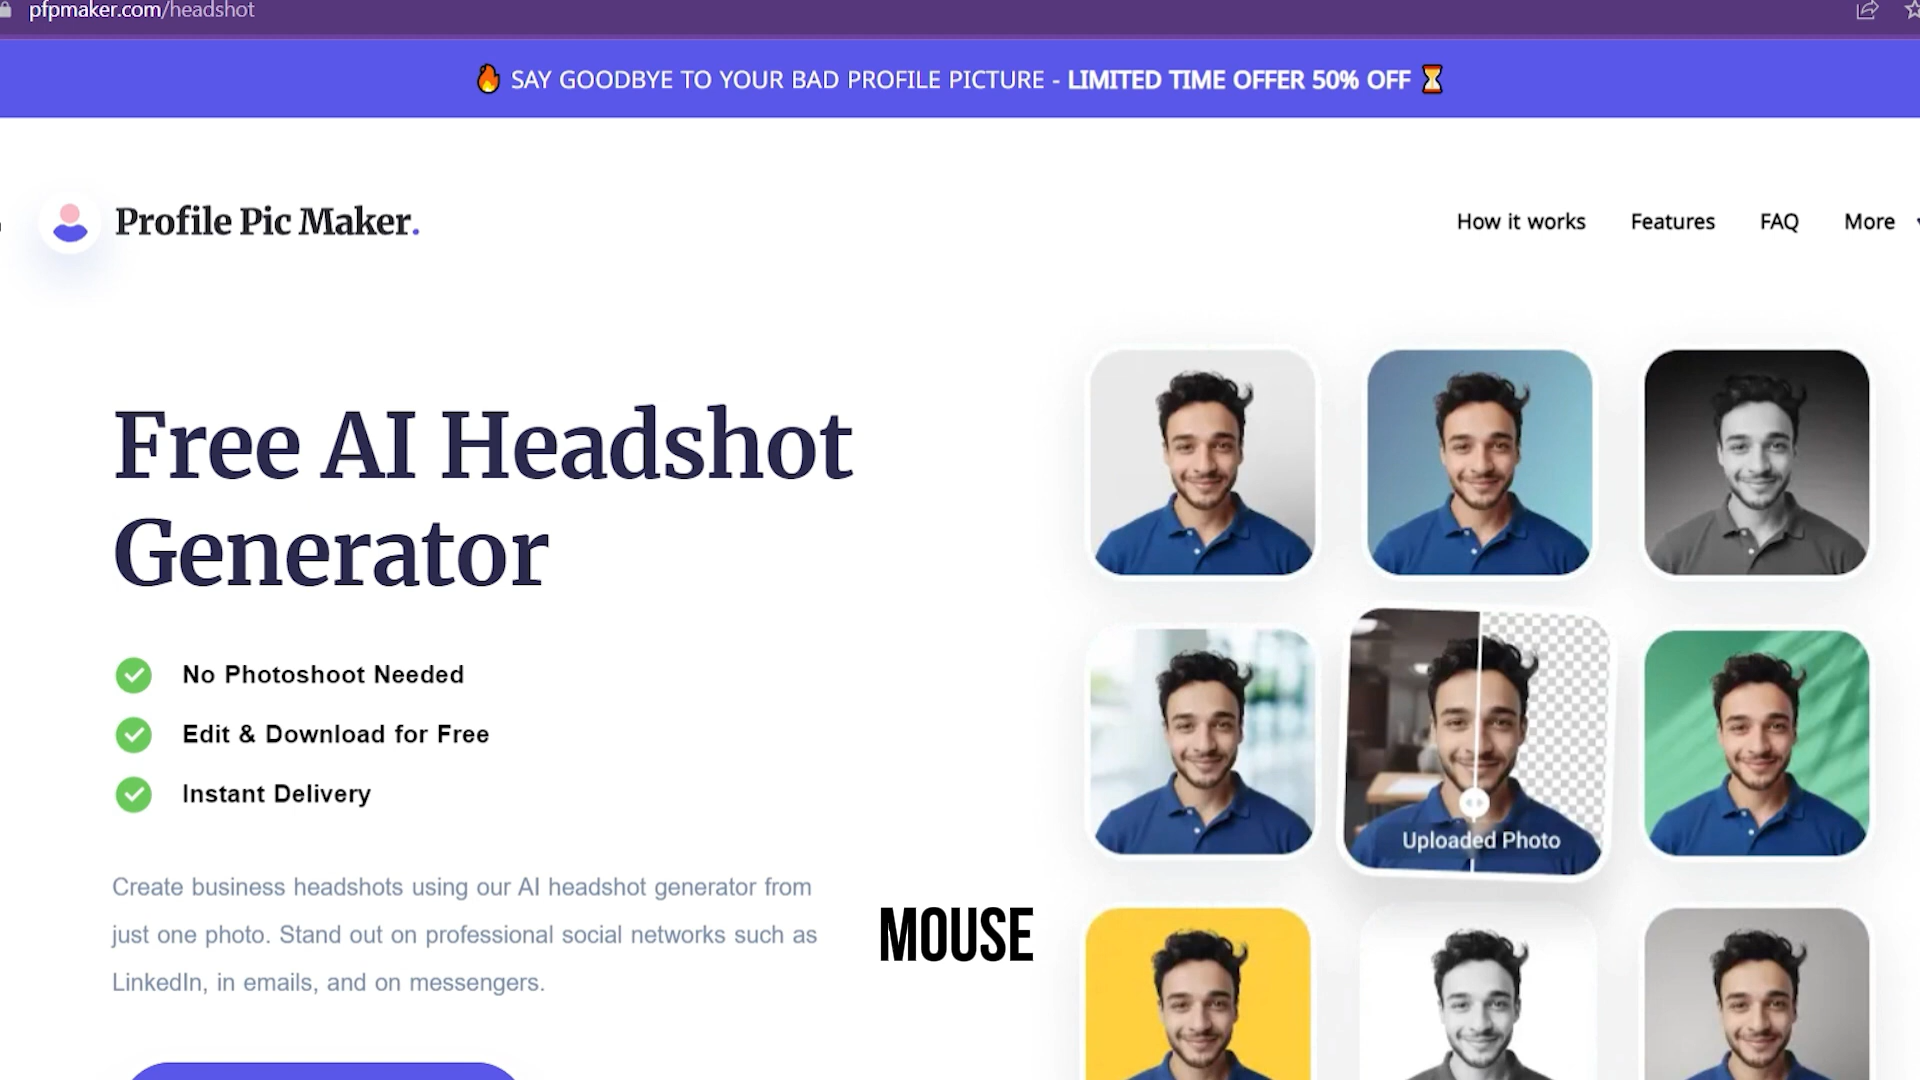 pfpmaker.com/headshot
🔥 SAY GOODBYE TO YOUR BAD PROFILE PICTURE - LIMITED TIME OFFER 50% OFF ⏳
Profile Pic Maker.
How it works
Features
FAQ
More
Free AI Headshot
Generator
No Photoshoot Needed
Edit & Download for Free
Instant Delivery
Create business headshots using our AI headshot generator from
just one photo. Stand out on professional social networks such as
LinkedIn, in emails, and on messengers.
Uploaded Photo
MOUSE